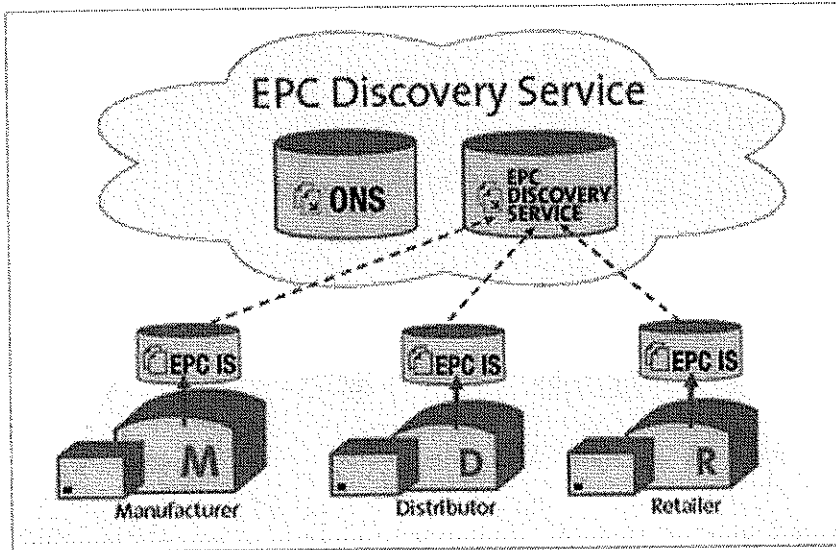 EPC Discovery Service
ONS
EPC
DISCOVERY
SERVICE
EPC IS
EPC IS
EPC IS
M
D
R
Manufacturer
Distributor
Retailer